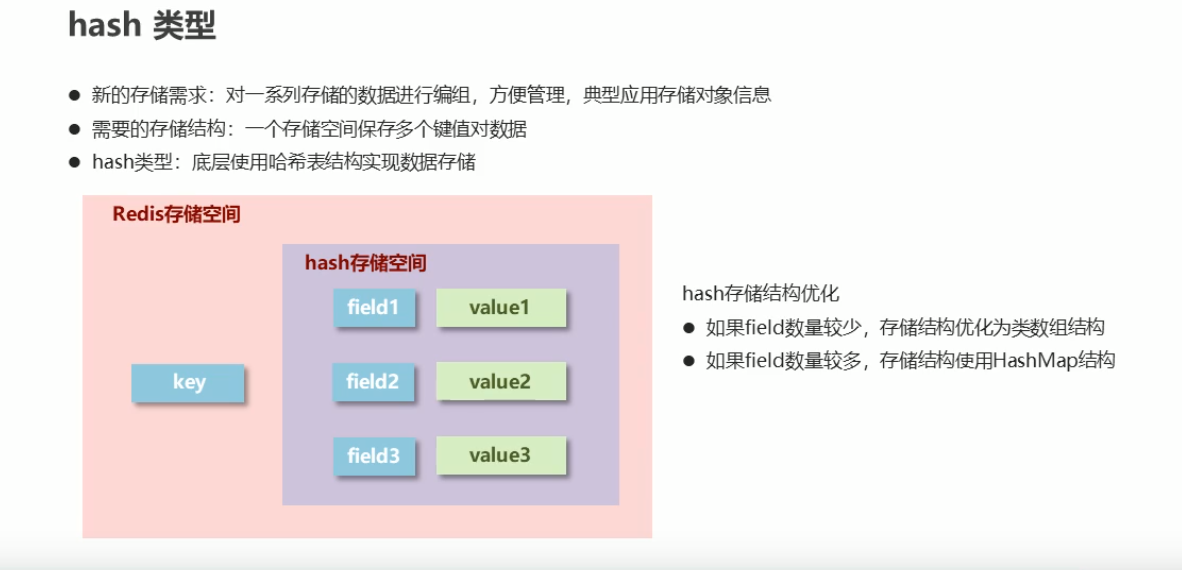 hash 类型
● 新的存储需求：对一系列存储的数据进行编组，方便管理，典型应用存储对象信息
● 需要的存储结构：一个存储空间保存多个键值对数据
● hash类型：底层使用哈希表结构实现数据存储
Redis存储空间
hash存储空间
field1 value1
key
field2 value2
field3 value3
hash存储结构优化
● 如果field数量较少，存储结构优化为类数组结构
● 如果field数量较多，存储结构使用HashMap结构